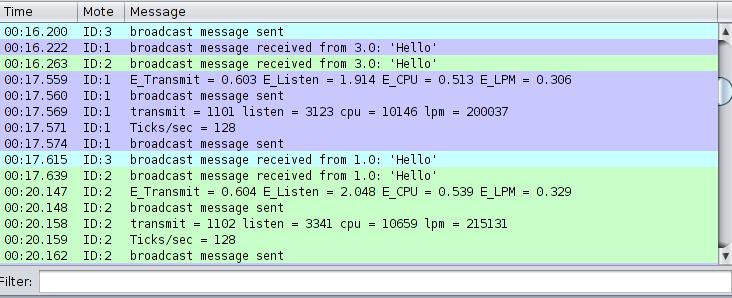 Time Mote Message
00:16.200 ID:3 broadcast message sent
00:16.222 ID:1 broadcast message received from 3.0: 'Hello'
00:16.263 ID:2 broadcast message received from 3.0: 'Hello'
00:17.559 ID:1 E_Transmit = 0.603 E_Listen = 1.914 E_CPU = 0.513 E_LPM = 0.306
00:17.560 ID:1 broadcast message sent
00:17.569 ID:1 transmit = 1101 listen = 3123 cpu = 10146 lpm = 200037
00:17.571 ID:1 Ticks/sec = 128
00:17.574 ID:1 broadcast message sent
00:17.615 ID:3 broadcast message received from 1.0: 'Hello'
00:17.639 ID:2 broadcast message received from 1.0: 'Hello'
00:20.147 ID:2 E_Transmit = 0.604 E_Listen = 2.048 E_CPU = 0.539 E_LPM = 0.329
00:20.148 ID:2 broadcast message sent
00:20.158 ID:2 transmit = 1102 listen = 3341 cpu = 10659 lpm = 215131
00:20.159 ID:2 Ticks/sec = 128
00:20.162 ID:2 broadcast message sent
Filter: